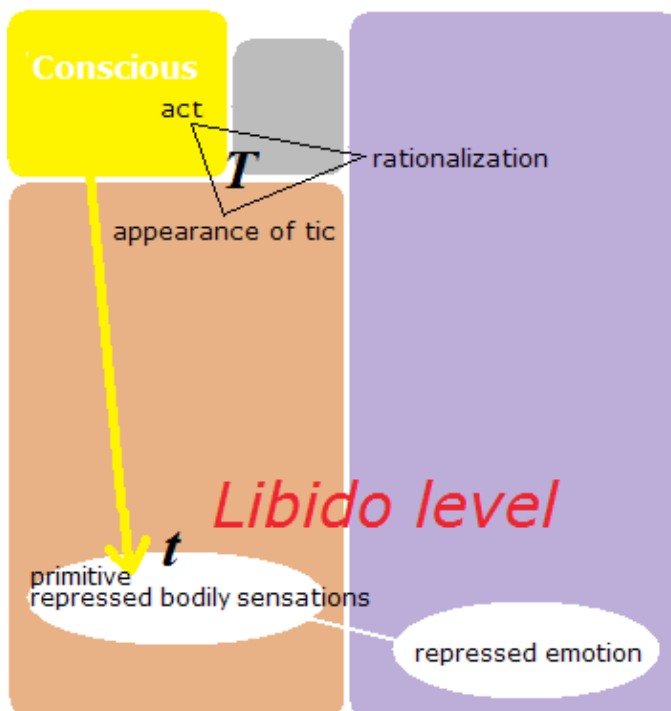 Conscious
act
T
rationalization
appearance of tic
Libido level
t
primitive
repressed bodily sensations
repressed emotion